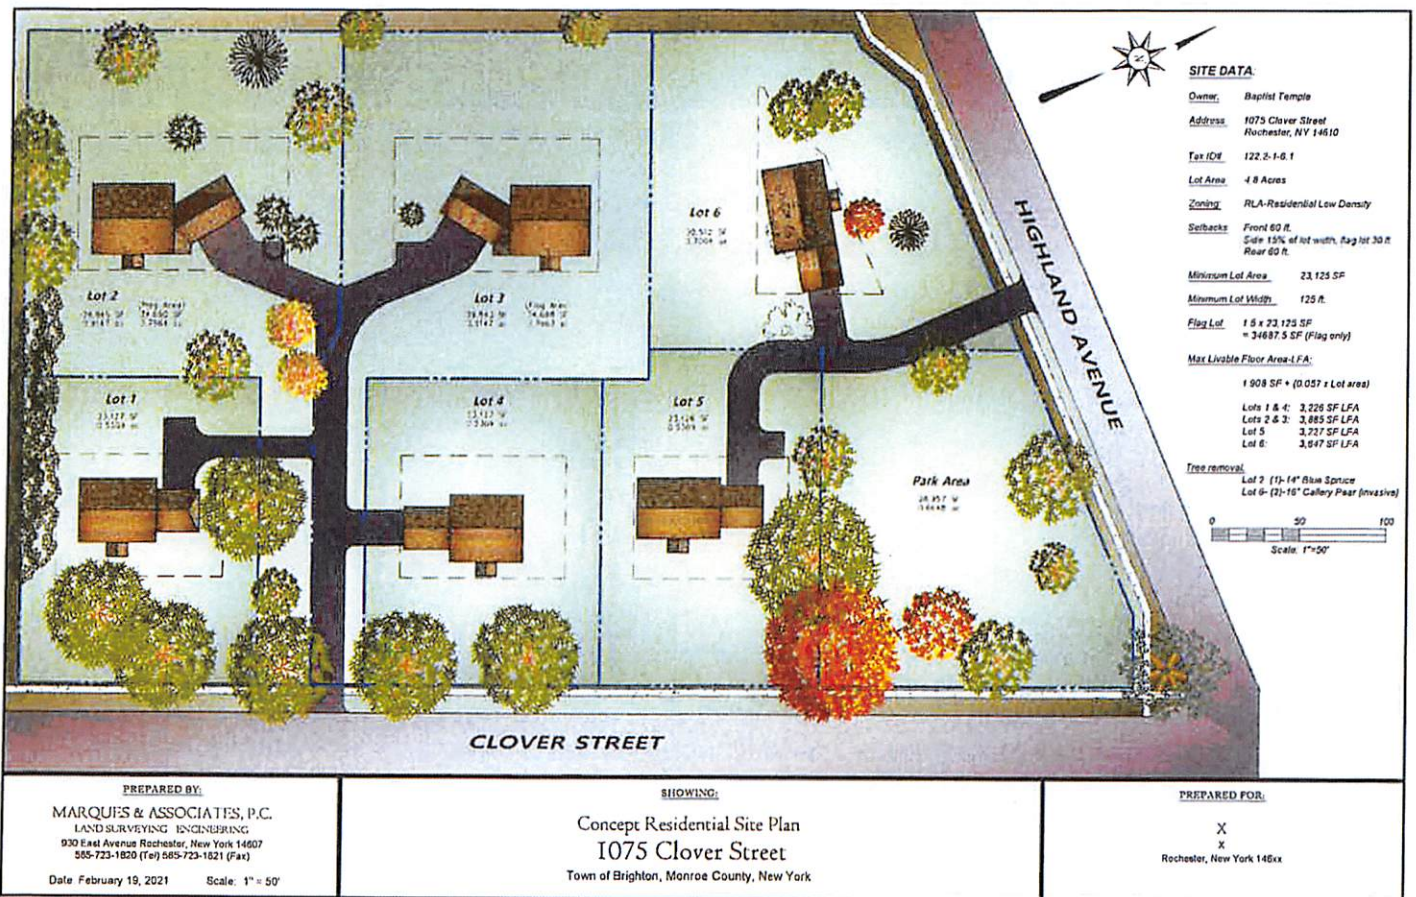 SITE DATA:
Owner: Baptist Temple
Address 1075 Clover Street
Rochester, NY 14610
Tax ID# 122.2-1-6.1
Lot Area 4.8 Acres
Zoning: RLA-Residential Low Density
Setbacks Front 60 ft.
Side 15% of lot width, flag lot 30 ft
Rear 60 ft.
Minimum Lot Area 23,125 SF
Minimum Lot Width 125 ft.
Flag Lot 1.5 x 23,125 SF
= 34687.5 SF (Flag only)
Max Livable Floor Area-LFA:
1908 SF + (0.057 x Lot area)
Lots 1 & 4: 3,226 SF LFA
Lots 2 & 3: 3,885 SF LFA
Lot 5 3,227 SF LFA
Lot 6: 3,647 SF LFA
Tree removal
Lot 2 (1)- 14" Blue Spruce
Lot 6- (2)-16" Callery Pear (invasive)
0 50 100
Scale: 1"=50'
N
Lot 6
Lot 2
Lot 3
Lot 1
Lot 4
Lot 5
Park Area
HIGHLAND AVENUE
CLOVER STREET
PREPARED BY:
MARQUES & ASSOCIATES, P.C.
LAND SURVEYING ENGINEERING
930 East Avenue Rochester, New York 14607
585-723-1820 (Tel) 585-723-1821 (Fax)
Date February 19, 2021 Scale: 1" = 50'
SHOWING:
Concept Residential Site Plan
1075 Clover Street
Town of Brighton, Monroe County, New York
PREPARED FOR:
X
X
Rochester, New York 146xx